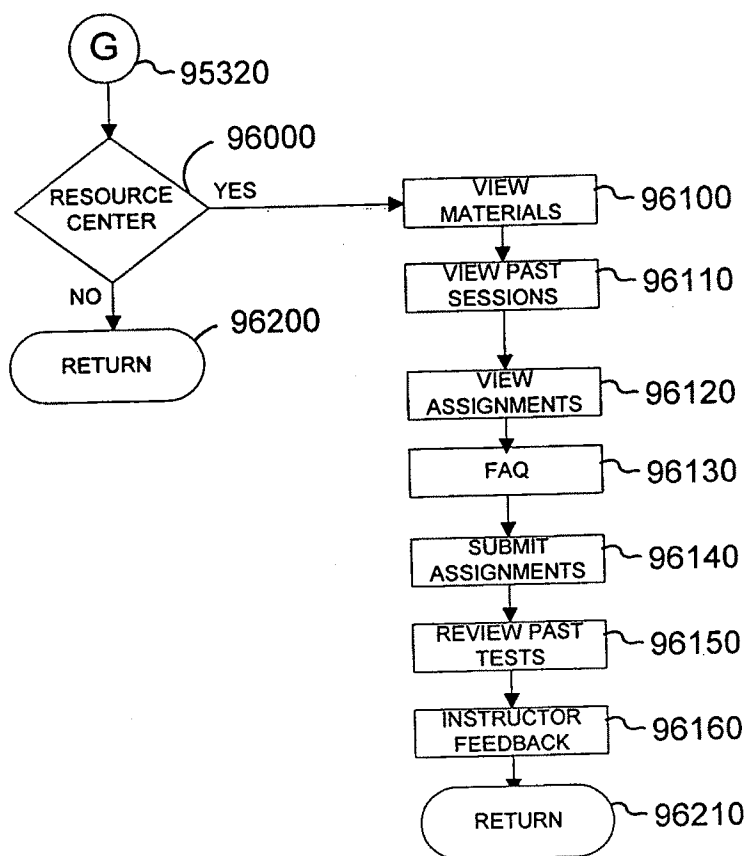 G
95320
96000
RESOURCE
CENTER
YES
NO
96200
RETURN
VIEW
MATERIALS
96100
VIEW PAST
SESSIONS
96110
VIEW
ASSIGNMENTS
96120
FAQ
96130
SUBMIT
ASSIGNMENTS
96140
REVIEW PAST
TESTS
96150
INSTRUCTOR
FEEDBACK
96160
RETURN
96210